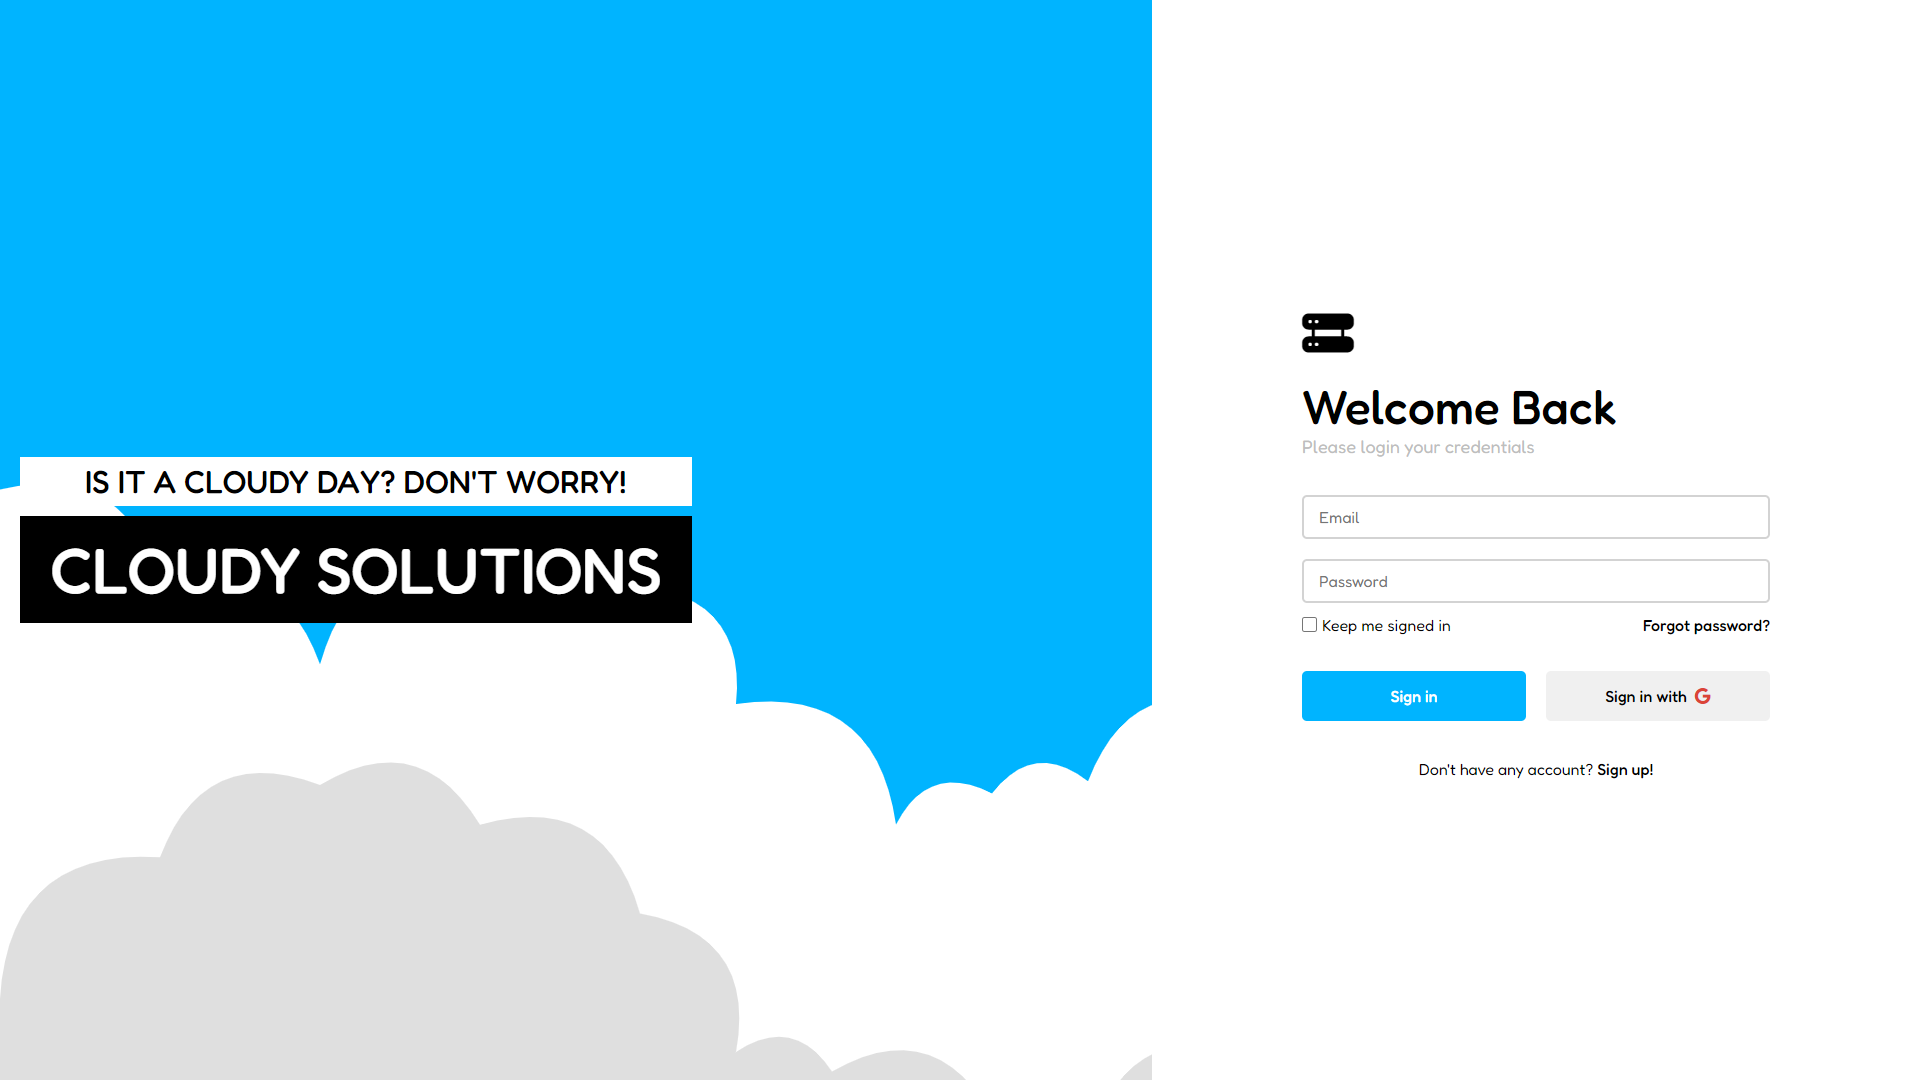 IS IT A CLOUDY DAY? DON'T WORRY!
CLOUDY SOLUTIONS
Welcome Back
Please login your credentials
Email
Password
Keep me signed in
Forgot password?
Sign in
Sign in with G
Don't have any account? Sign up!